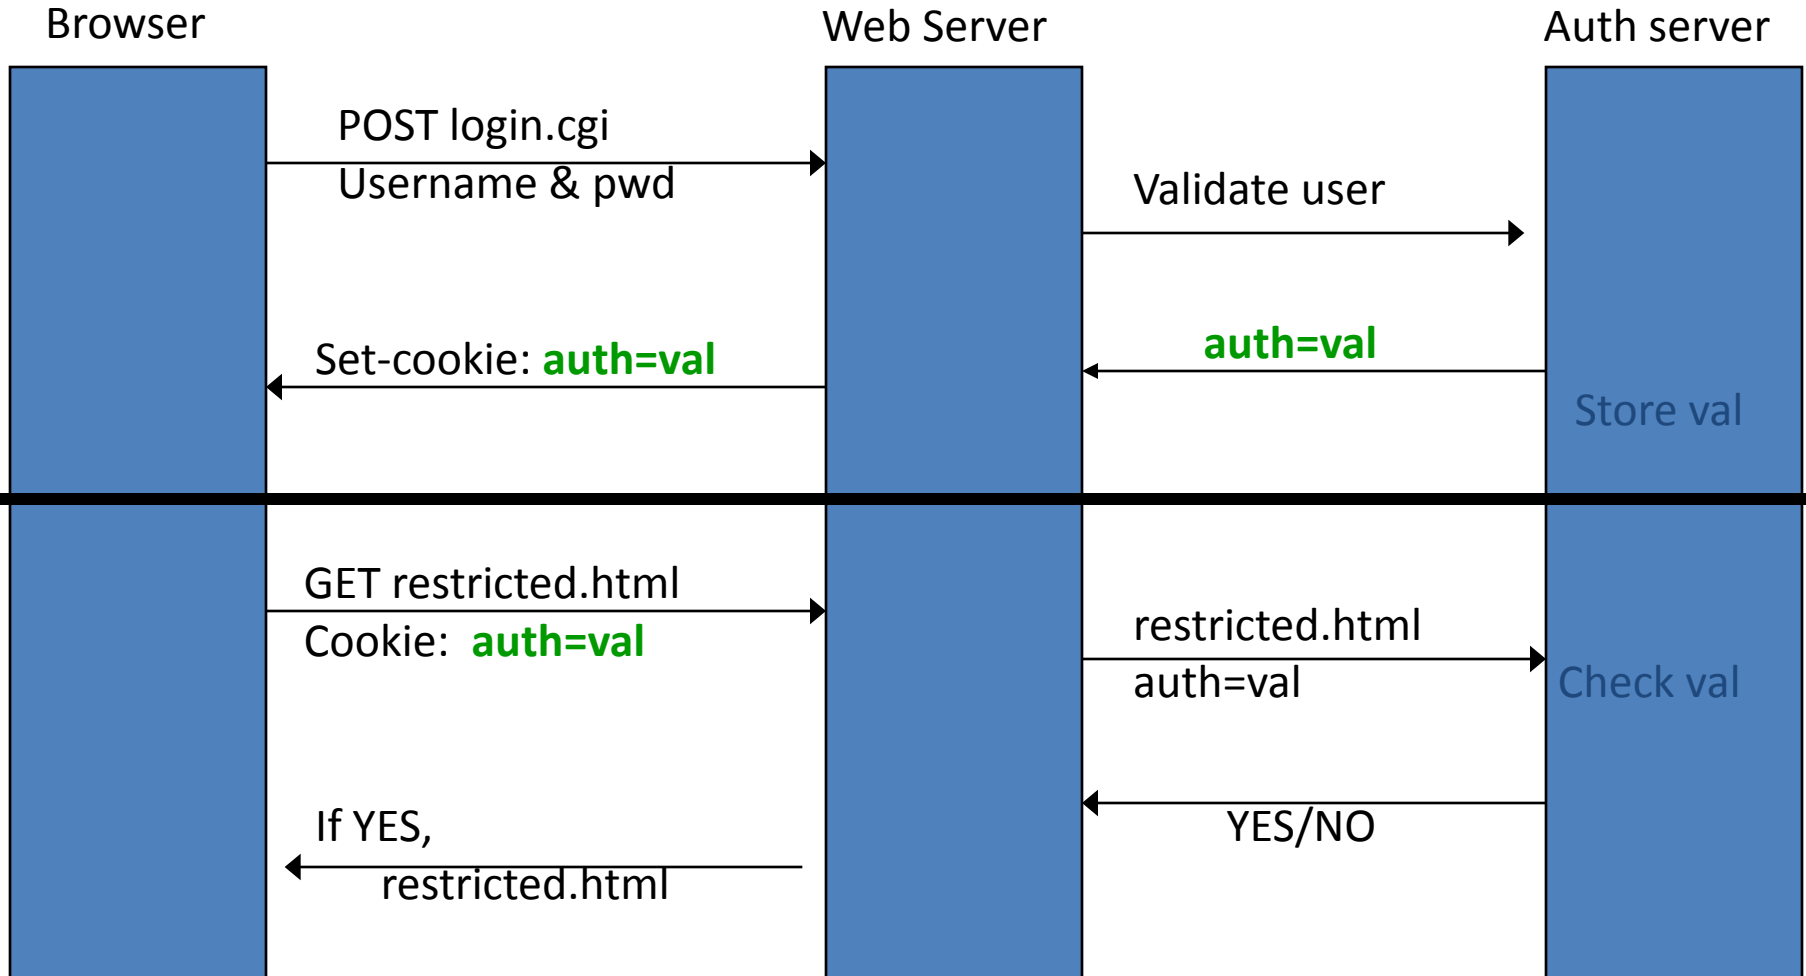 Browser
Web Server
Auth server
POST login.cgi
Username & pwd
Validate user
Set-cookie: auth=val
auth=val
Store val
GET restricted.html
Cookie: auth=val
restricted.html
auth=val
Check val
If YES,
restricted.html
YES/NO